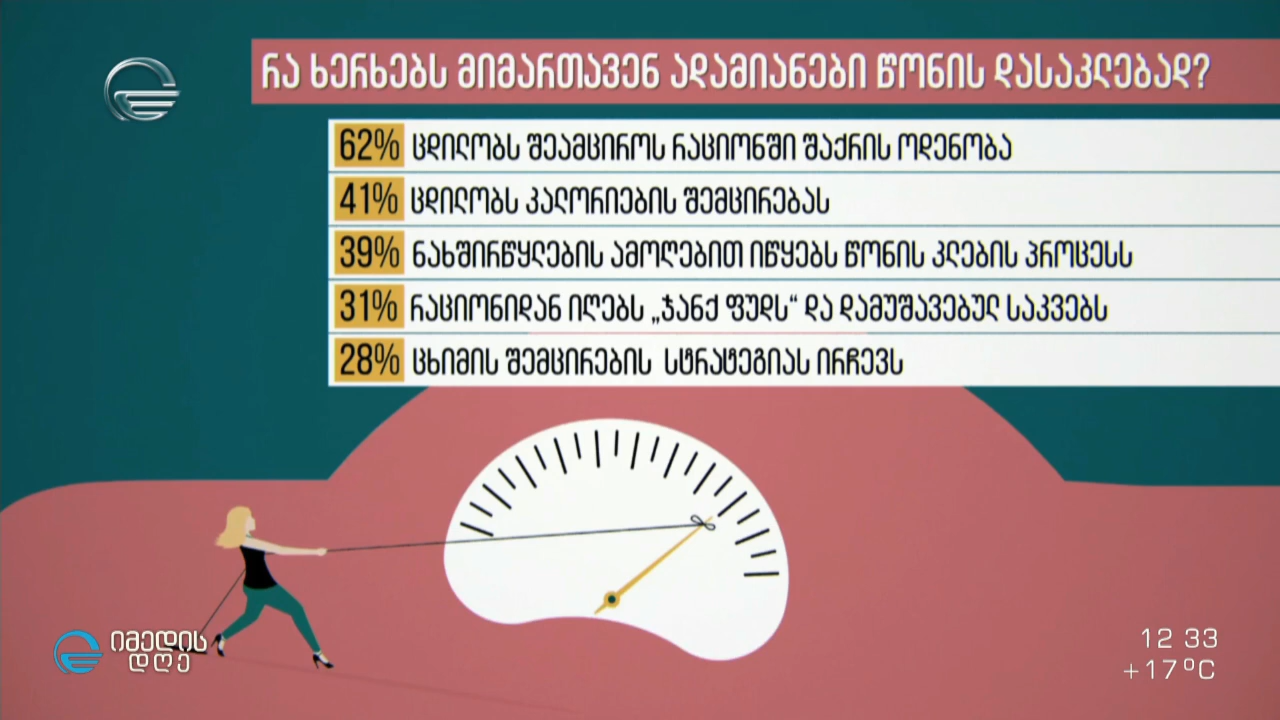 რა ხერხებს მიმართავენ ადამიანები წონის დასაკლებად?
62% ცდილობს შეამციროს რაციონში შაქრის ოდენობა
41% ცდილობს კალორიების შემცირებას
39% ნახშირწყლების ამოღებით იწყებს წონის კლების პროცესს
31% რაციონიდან იღებს „ჯანქ ფუდს“ და დამუშავებულ საკვებს
28% ცხიმის შემცირების სტრატეგიას ირჩევს
იმედის
დღე
12 33
+17°C